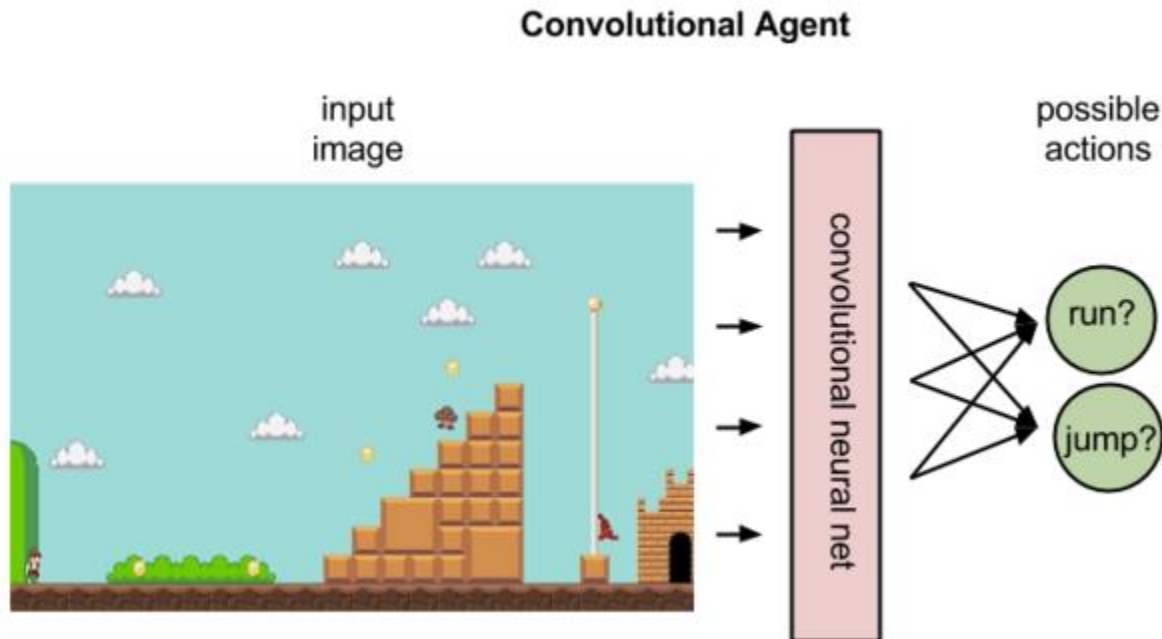 Convolutional Agent
input
image
possible
actions
convolutional neural net
run?
jump?